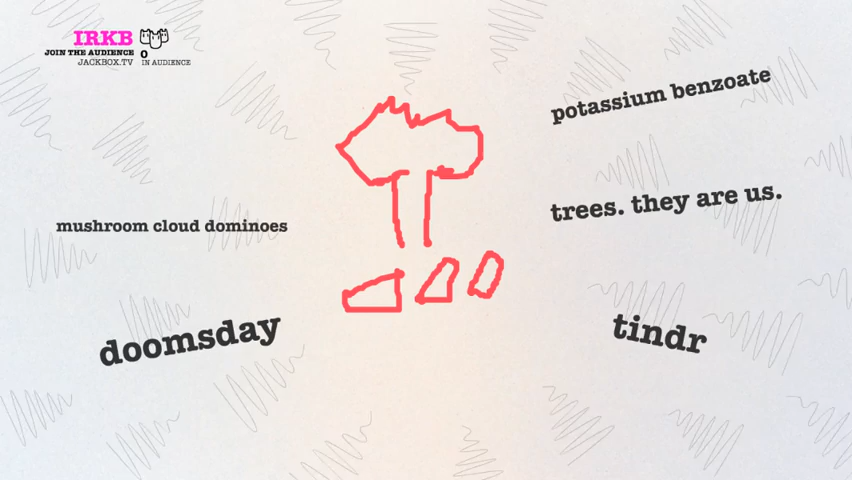 IRKB
JOIN THE AUDIENCE
JACKBOX.TV
0
IN AUDIENCE
potassium benzoate
trees. they are us.
mushroom cloud dominoes
doomsday
tindr